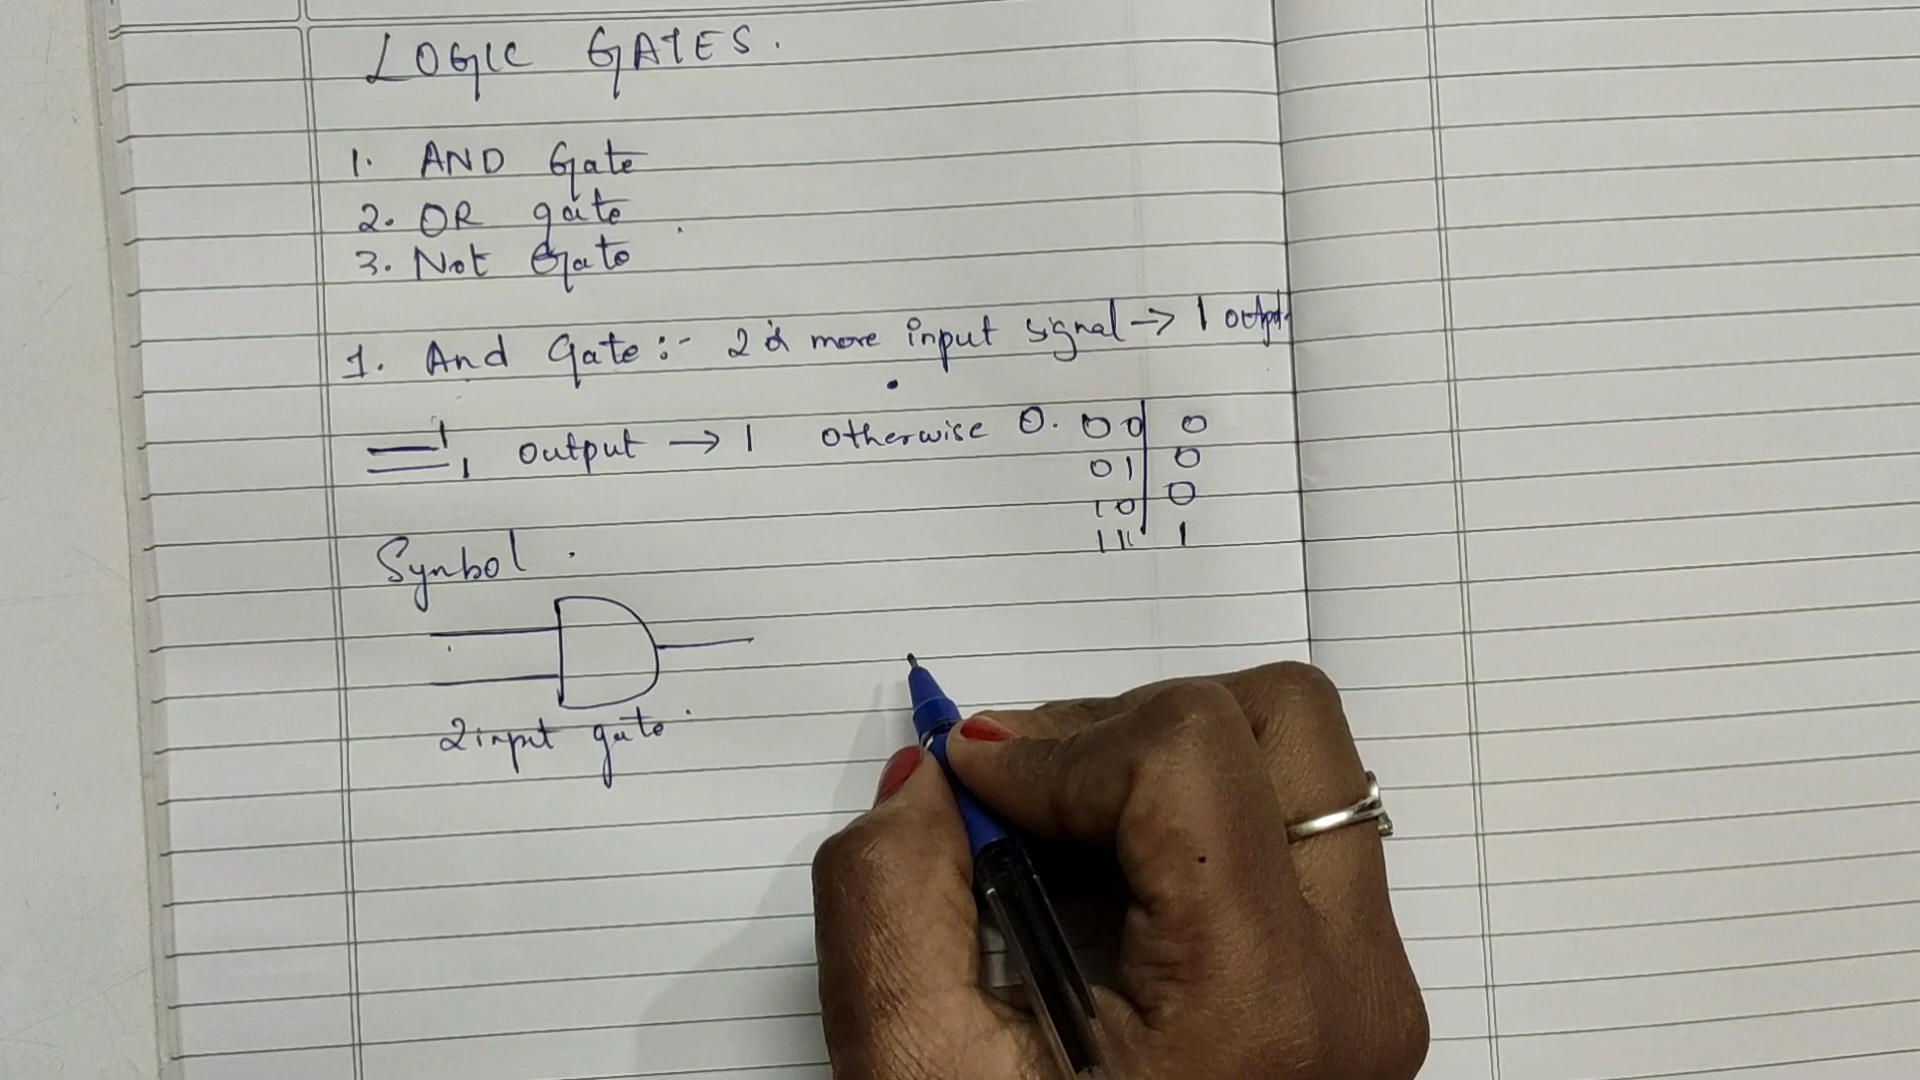 LOGIC GATES.
1. AND Gate
2. OR gate
3. Not Gate
1. And Gate :- 2 or more input signal → 1 output
1 1 output → 1 otherwise 0.
0 0 | 0
0 1 | 0
1 0 | 0
1 1 | 1
Synbol .
2 input gate